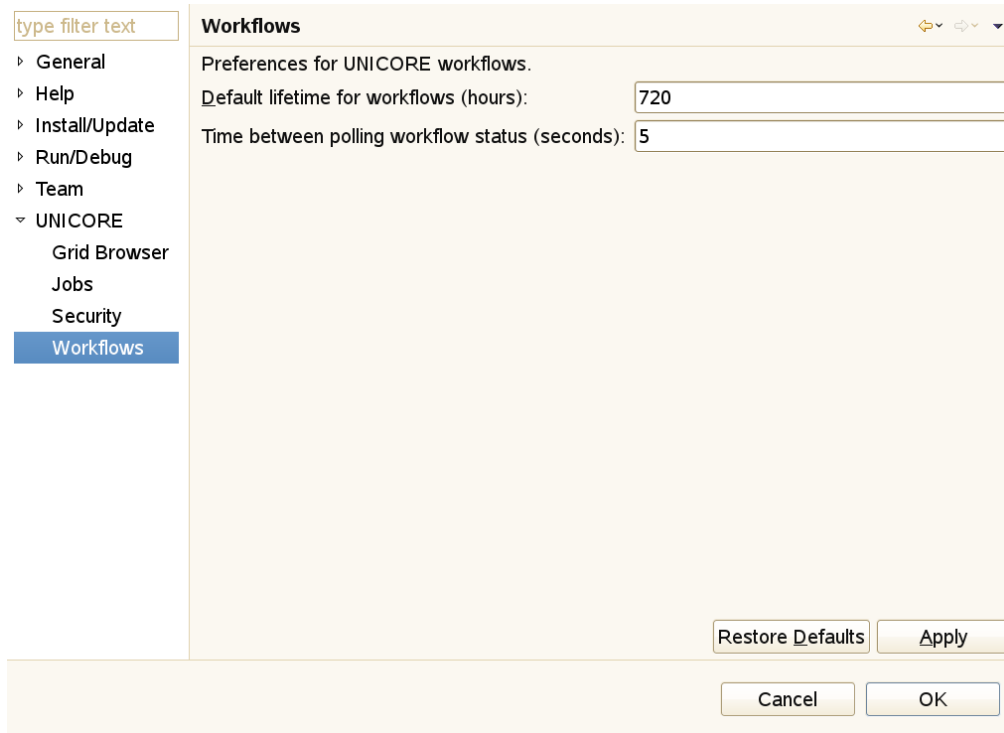 type filter text
General
Help
Install/Update
Run/Debug
Team
UNICORE
Grid Browser
Jobs
Security
Workflows
Workflows
Preferences for UNICORE workflows.
Default lifetime for workflows (hours): 720
Time between polling workflow status (seconds): 5
Restore Defaults Apply
Cancel OK